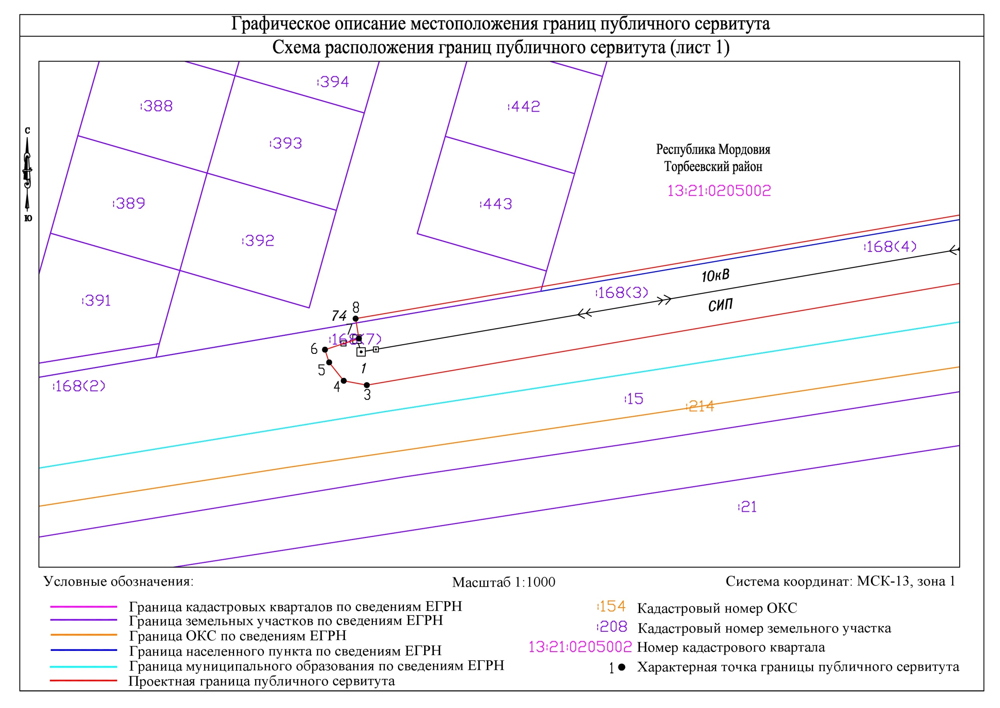 Графическое описание местоположения границ публичного сервитута
Схема расположения границ публичного сервитута (лист 1)
:394
:388
:442
:393
с
ю
Республика Мордовия
Торбеевский район
13:21:0205002
:389
:443
:392
:168(4)
10кВ
:168(3)
СИП
:391
8
74
7
:168(7)
6
5
1
4
3
:168(2)
:15
:214
:21
Условные обозначения:
Масштаб 1:1000
Система координат: МСК-13, зона 1
Граница кадастровых кварталов по сведениям ЕГРН
Граница земельных участков по сведениям ЕГРН
Граница ОКС по сведениям ЕГРН
Граница населенного пункта по сведениям ЕГРН
Граница муниципального образования по сведениям ЕГРН
Проектная граница публичного сервитута
:154 Кадастровый номер ОКС
:208 Кадастровый номер земельного участка
13:21:0205002 Номер кадастрового квартала
1 Характерная точка границы публичного сервитута